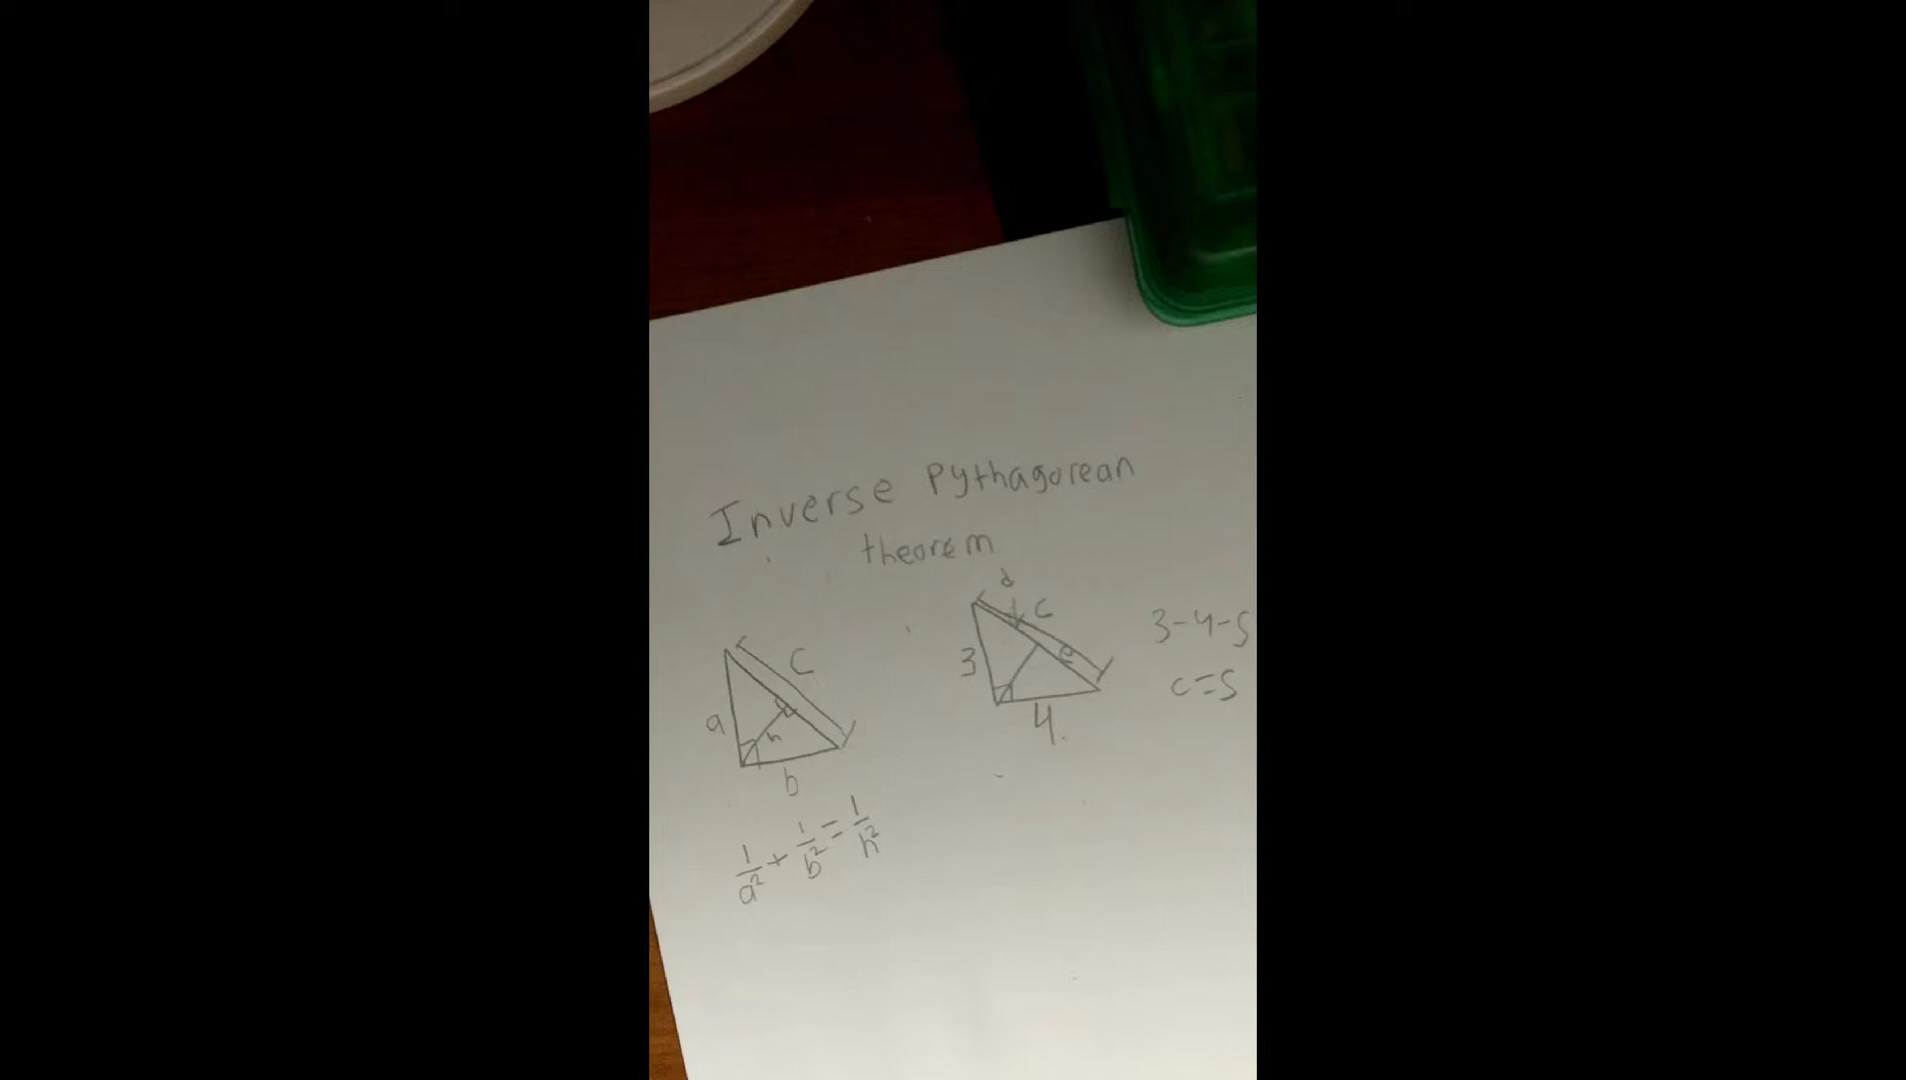 Inverse Pythagorean
theorem
d
c
3-4-5
c
3
e
c=5
a
h
4
b
1/a² + 1/b² = 1/h²